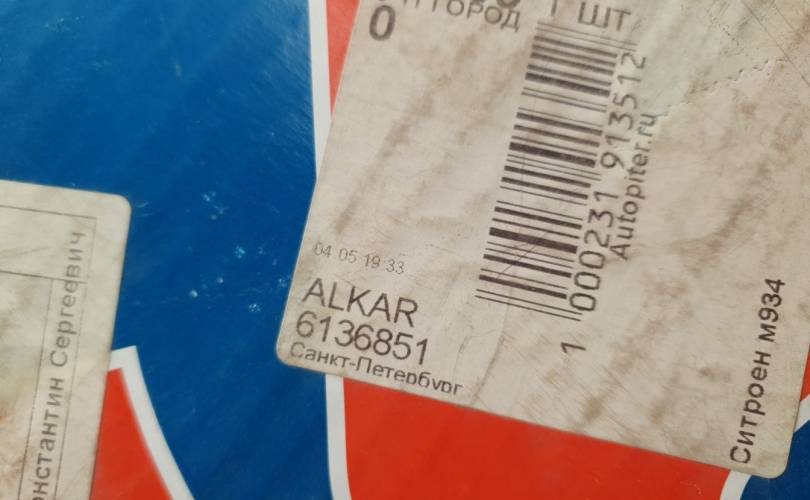 ГОРОД 1 ШТ
0
1 000231 913512
Autopiter.ru
04 05 19:33
ALKAR
6136851
Санкт-Петербург
Ситроен м934
нстантин Сергеевич